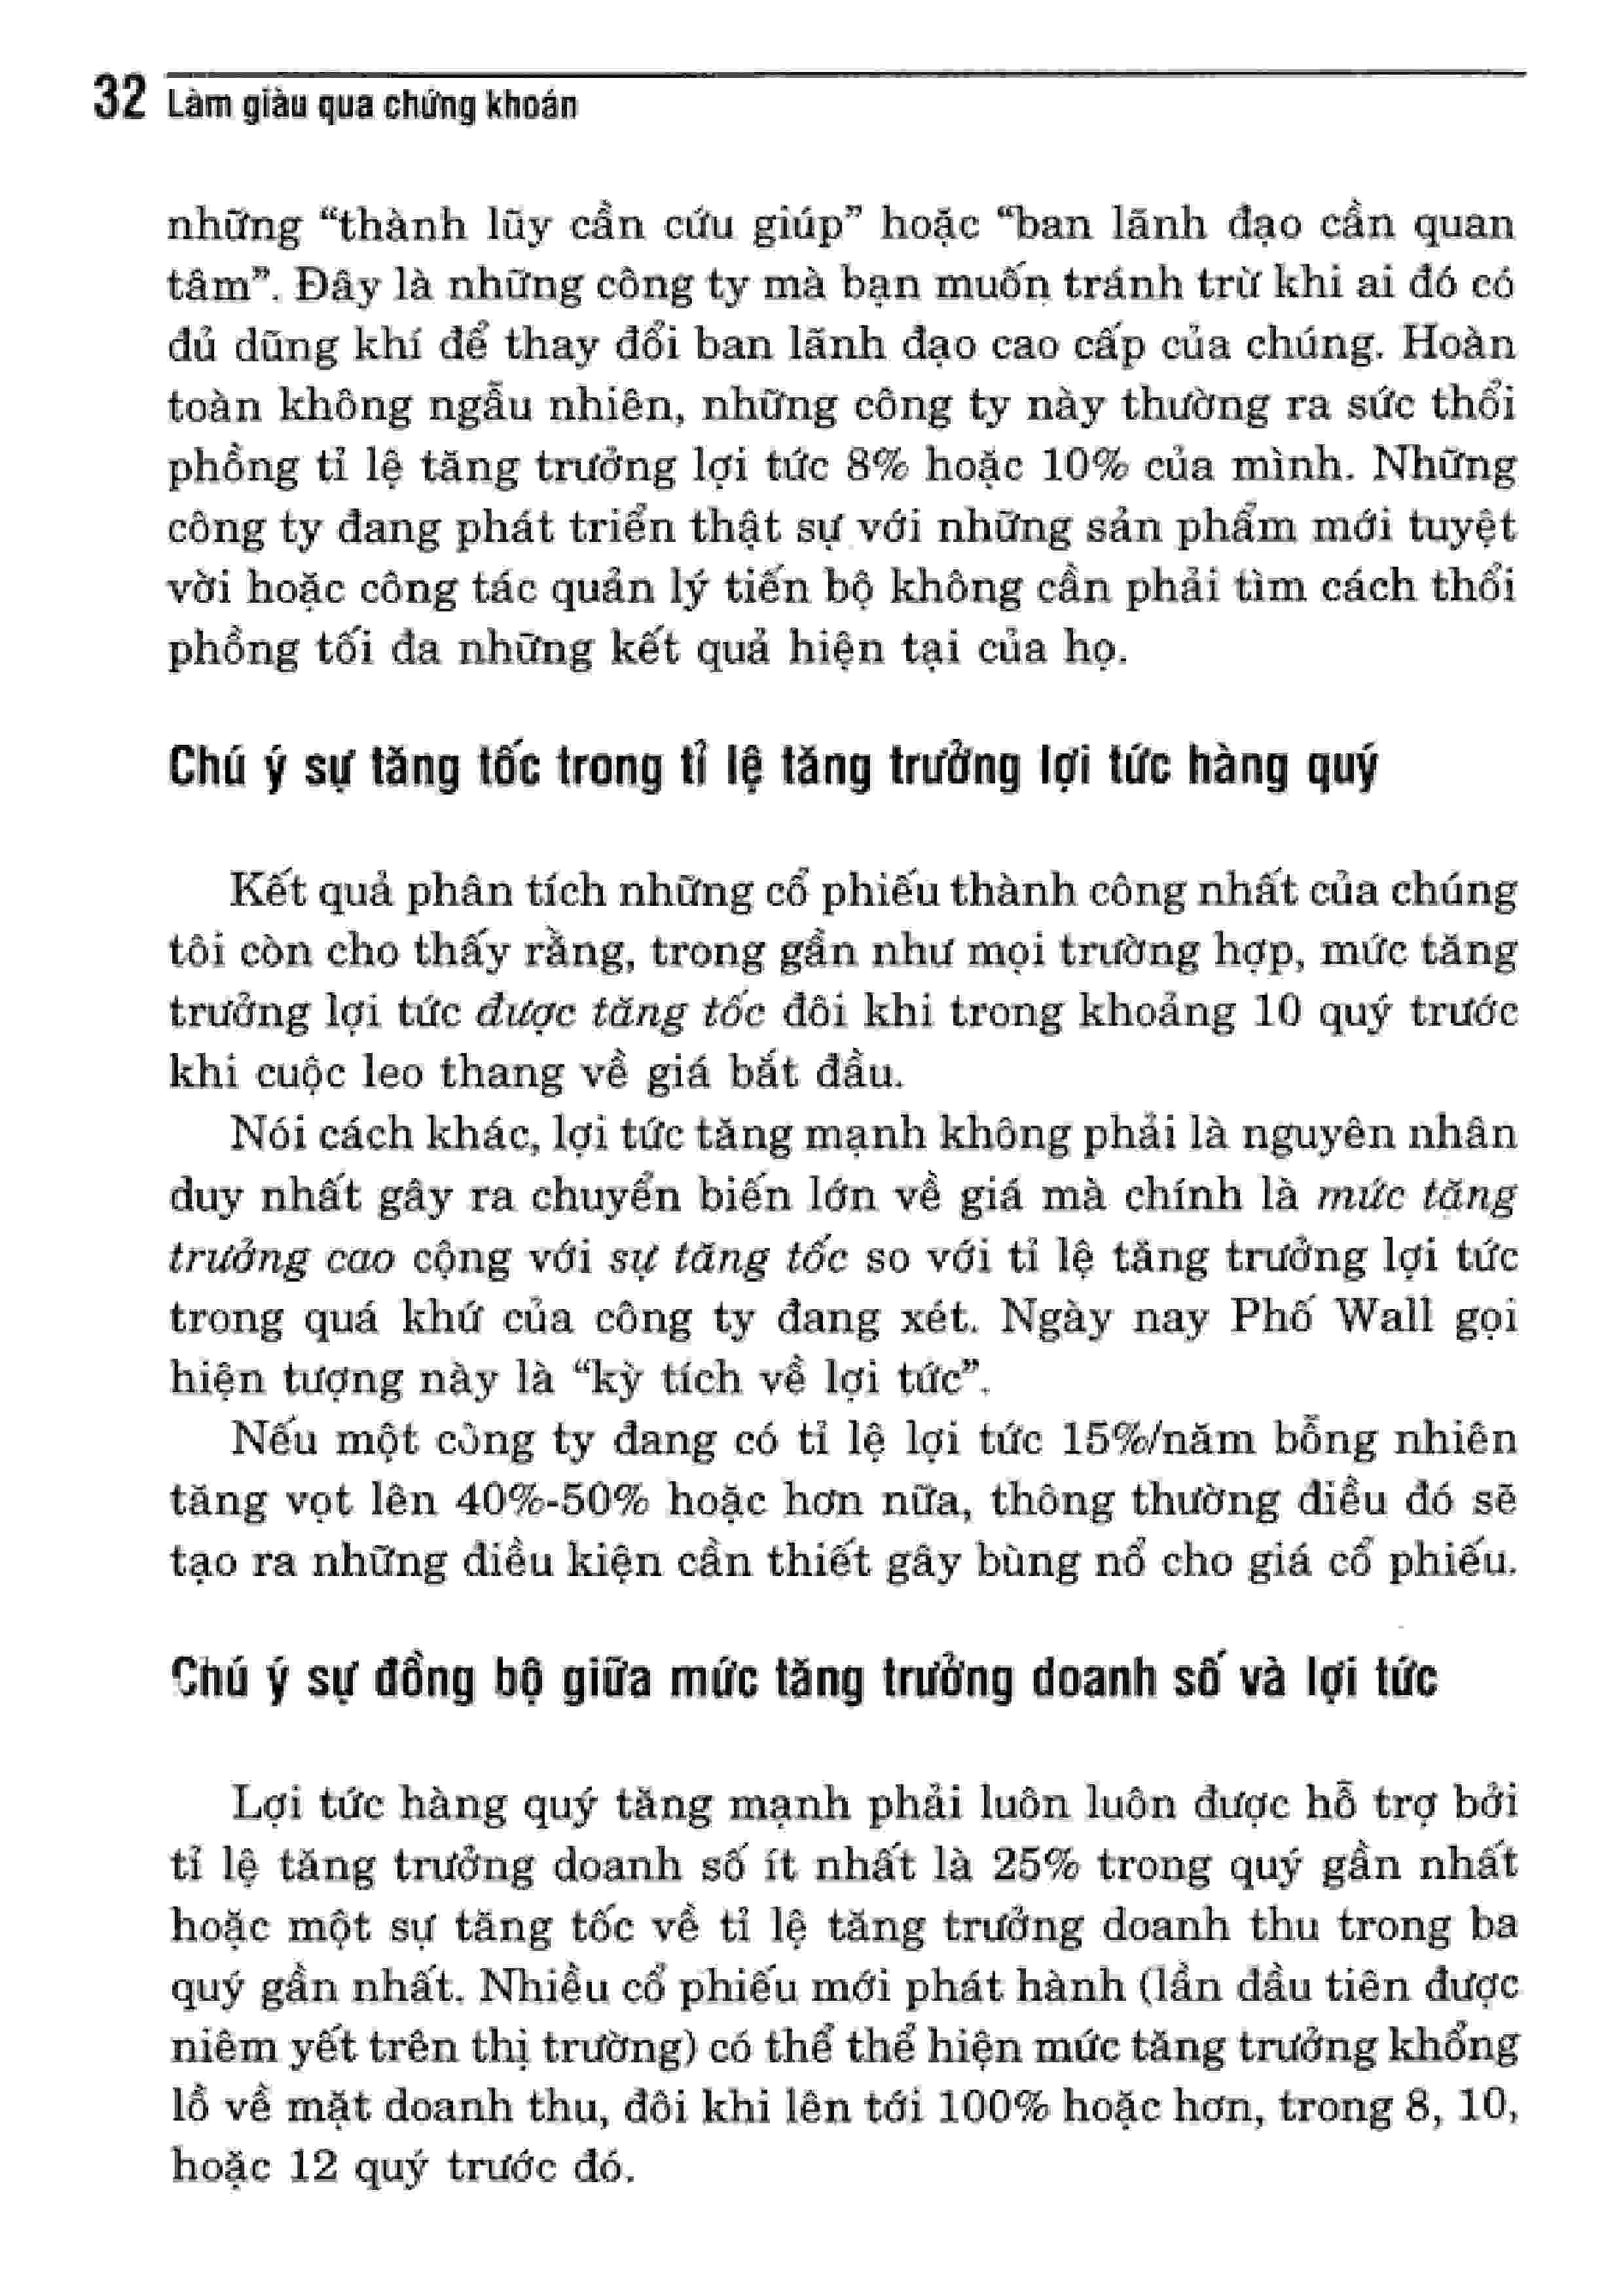 32 Làm giàu qua chứng khoán
những “thành lũy cần cứu giúp” hoặc “ban lãnh đạo cần quan
tâm”. Đây là những công ty mà bạn muốn tránh trừ khi ai đó có
đủ dũng khí để thay đổi ban lãnh đạo cao cấp của chúng. Hoàn
toàn không ngẫu nhiên, những công ty này thường ra sức thổi
phồng tỉ lệ tăng trưởng lợi tức 8% hoặc 10% của mình. Những
công ty đang phát triển thật sự với những sản phẩm mới tuyệt
vời hoặc công tác quản lý tiến bộ không cần phải tìm cách thổi
phồng tối đa những kết quả hiện tại của họ.
Chú ý sự tăng tốc trong tỉ lệ tăng trưởng lợi tức hàng quý
Kết quả phân tích những cổ phiếu thành công nhất của chúng
tôi còn cho thấy rằng, trong gần như mọi trường hợp, mức tăng
trưởng lợi tức được tăng tốc đôi khi trong khoảng 10 quý trước
khi cuộc leo thang về giá bắt đầu.
Nói cách khác, lợi tức tăng mạnh không phải là nguyên nhân
duy nhất gây ra chuyển biến lớn về giá mà chính là mức tăng
trưởng cao cộng với sự tăng tốc so với tỉ lệ tăng trưởng lợi tức
trong quá khứ của công ty đang xét. Ngày nay Phố Wall gọi
hiện tượng này là “kỳ tích về lợi tức”.
Nếu một công ty đang có tỉ lệ lợi tức 15%/năm bỗng nhiên
tăng vọt lên 40%-50% hoặc hơn nữa, thông thường điều đó sẽ
tạo ra những điều kiện cần thiết gây bùng nổ cho giá cổ phiếu.
Chú ý sự đồng bộ giữa mức tăng trưởng doanh số và lợi tức
Lợi tức hàng quý tăng mạnh phải luôn luôn được hỗ trợ bởi
tỉ lệ tăng trưởng doanh số ít nhất là 25% trong quý gần nhất
hoặc một sự tăng tốc về tỉ lệ tăng trưởng doanh thu trong ba
quý gần nhất. Nhiều cổ phiếu mới phát hành (lần đầu tiên được
niêm yết trên thị trường) có thể thể hiện mức tăng trưởng khổng
lồ về mặt doanh thu, đôi khi lên tới 100% hoặc hơn, trong 8, 10,
hoặc 12 quý trước đó.